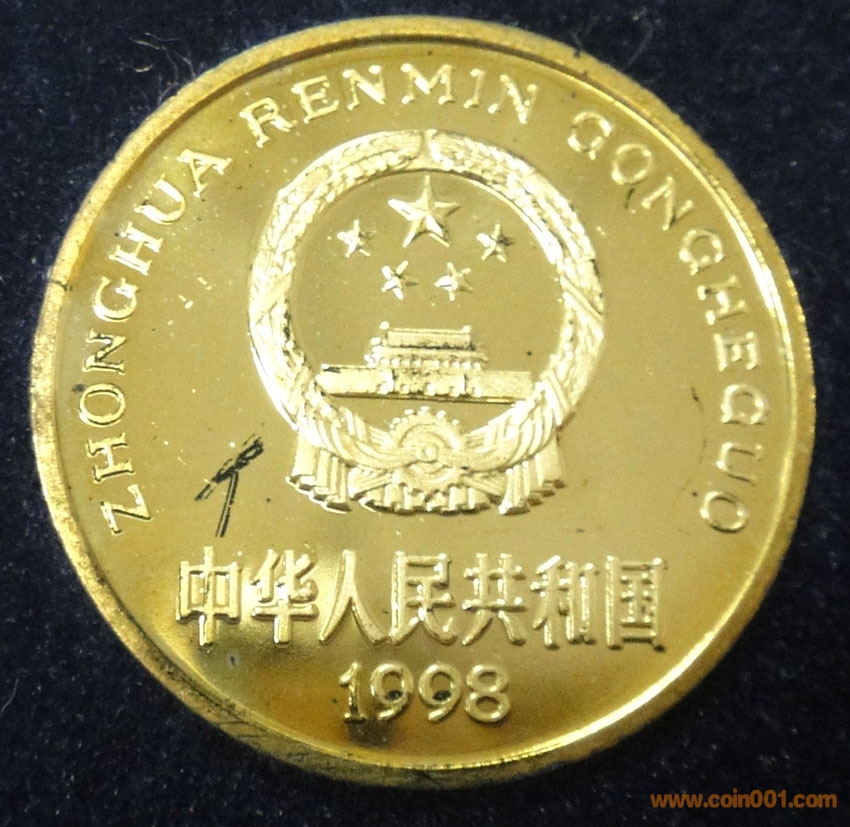 ZHONGHUA RENMIN GONGHEGUO
中华人民共和国
1998
www.coin001.com